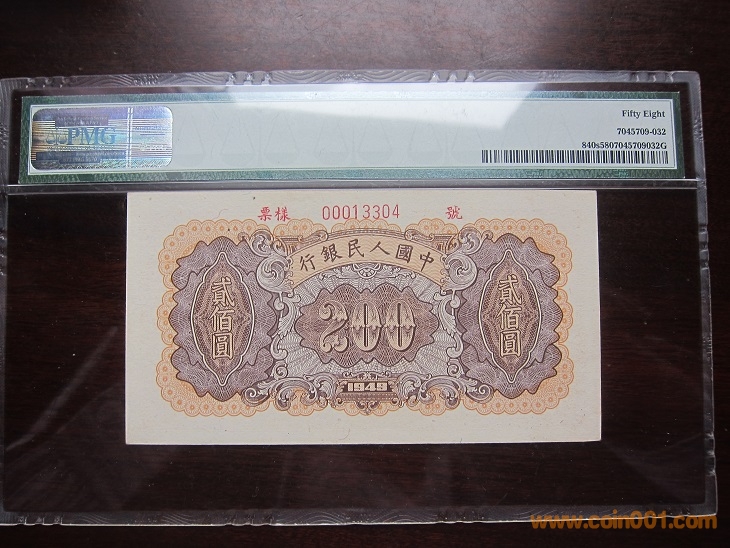 PMG
Fifty Eight
7045709-032
840s5807045709032G
票樣 00013304 號
行銀民人國中
貳佰圓
200
貳佰圓
1949
www.coin001.com